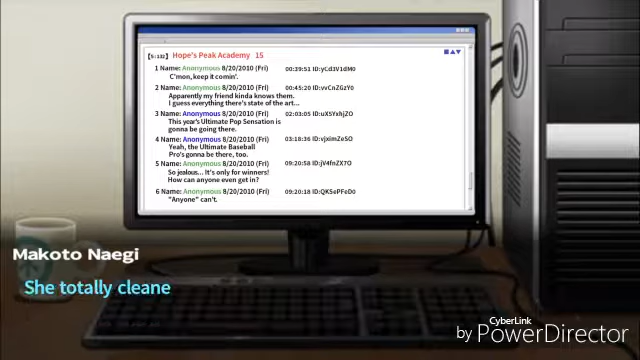 [5:132] Hope's Peak Academy 15
1 Name: Anonymous 8/20/2010 (Fri) 00:39:51 ID:yCd3V1dM0
C'mon, keep it comin'.
2 Name: Anonymous 8/20/2010 (Fri) 00:45:20 ID:vvCnZGzY0
Apparently my friend kinda knows them.
I guess everything there's state of the art...
3 Name: Anonymous 8/20/2010 (Fri) 02:03:05 ID:uX5YxhjZO
This year's Ultimate Pop Sensation is
gonna be going there.
4 Name: Anonymous 8/20/2010 (Fri) 03:18:36 ID:vjximZeSO
Yeah, the Ultimate Baseball
Pro's gonna be there, too.
5 Name: Anonymous 8/20/2010 (Fri) 09:20:58 ID:jV4fnZX7O
So jealous... It's only for winners!
How can anyone even get in?
6 Name: Anonymous 8/20/2010 (Fri) 09:20:18 ID:QKSePFeD0
"Anyone" can't.
Makoto Naegi
She totally cleane
CyberLink
by PowerDirector